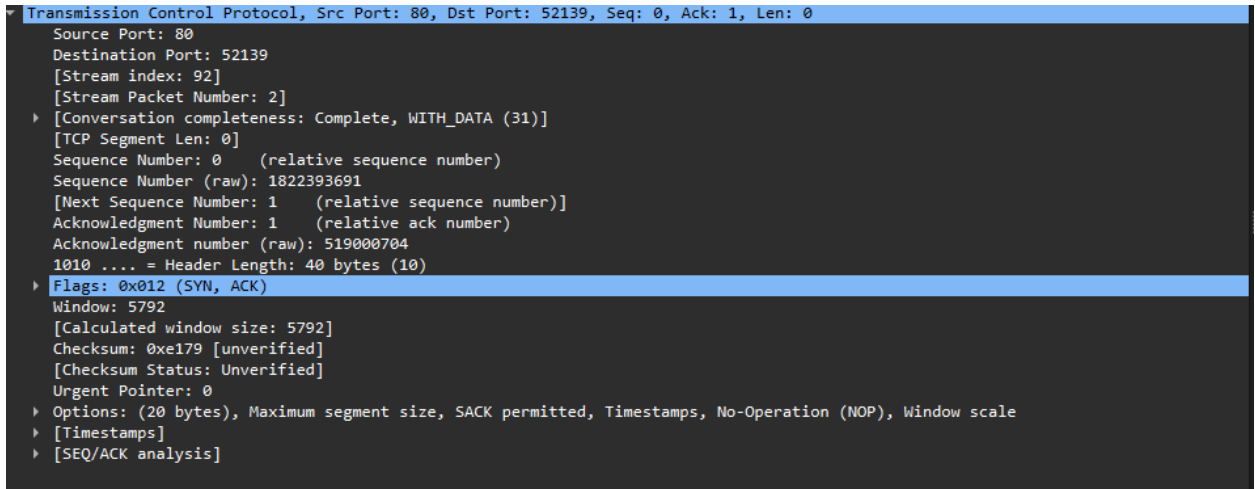 Transmission Control Protocol, Src Port: 80, Dst Port: 52139, Seq: 0, Ack: 1, Len: 0
Source Port: 80
Destination Port: 52139
[Stream index: 92]
[Stream Packet Number: 2]
[Conversation completeness: Complete, WITH_DATA (31)]
[TCP Segment Len: 0]
Sequence Number: 0    (relative sequence number)
Sequence Number (raw): 1822393691
[Next Sequence Number: 1    (relative sequence number)]
Acknowledgment Number: 1    (relative ack number)
Acknowledgment number (raw): 519000704
1010 .... = Header Length: 40 bytes (10)
Flags: 0x012 (SYN, ACK)
Window: 5792
[Calculated window size: 5792]
Checksum: 0xe179 [unverified]
[Checksum Status: Unverified]
Urgent Pointer: 0
Options: (20 bytes), Maximum segment size, SACK permitted, Timestamps, No-Operation (NOP), Window scale
[Timestamps]
[SEQ/ACK analysis]